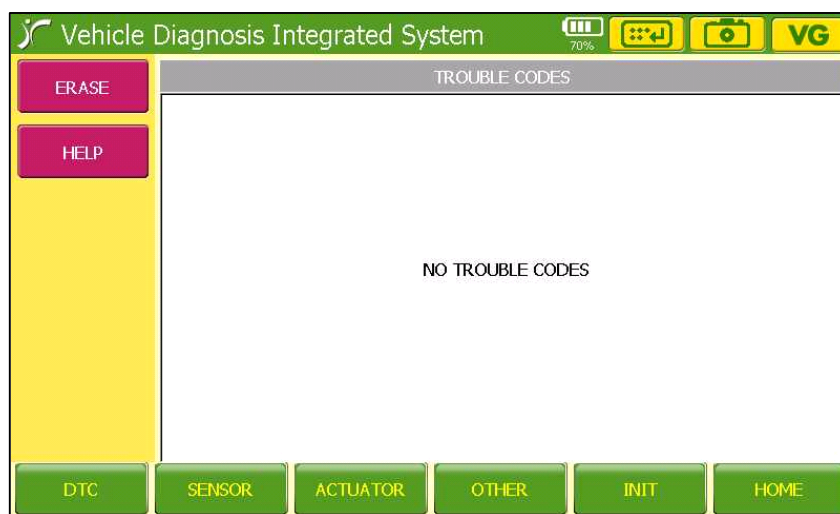 Vehicle Diagnosis Integrated System
70%
VG
ERASE
TROUBLE CODES
HELP
NO TROUBLE CODES
DTC SENSOR ACTUATOR OTHER INIT HOME